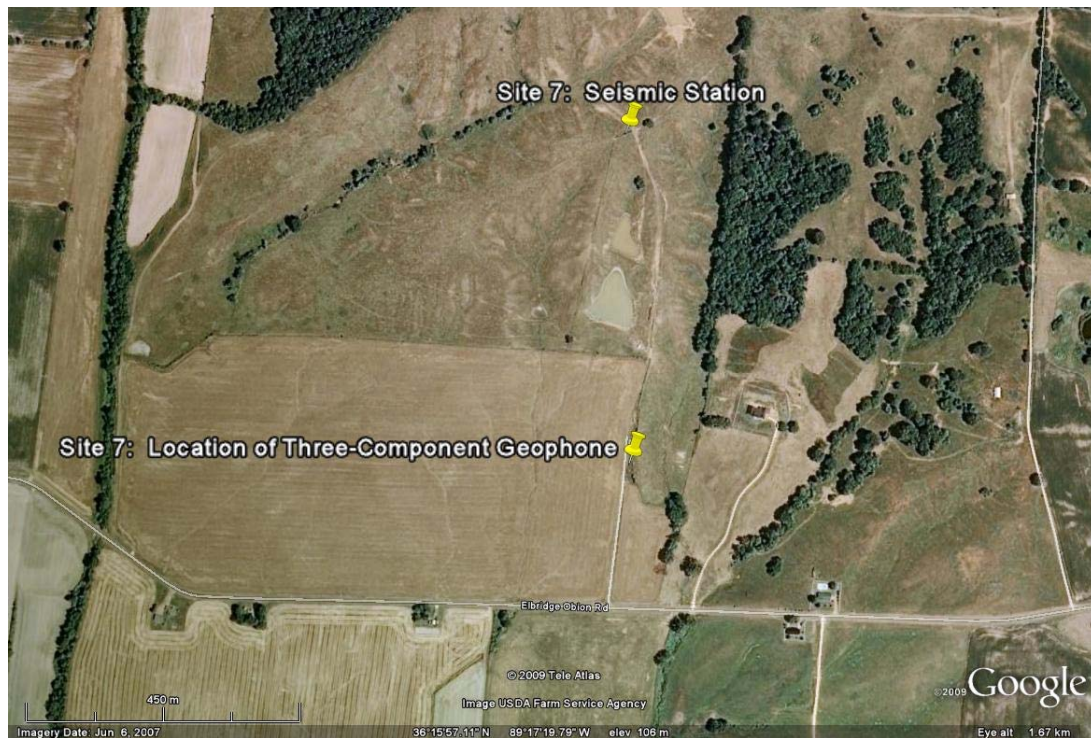 Site 7: Seismic Station
Site 7: Location of Three-Component Geophone
Elbridge-Obion Rd
© 2009 Tele Atlas
Image USDA Farm Service Agency
©2009 Google
450 m
Imagery Date: Jun 6, 2007 36°15'57.11" N 89°17'19.79" W elev 106 m Eye alt 1.67 km